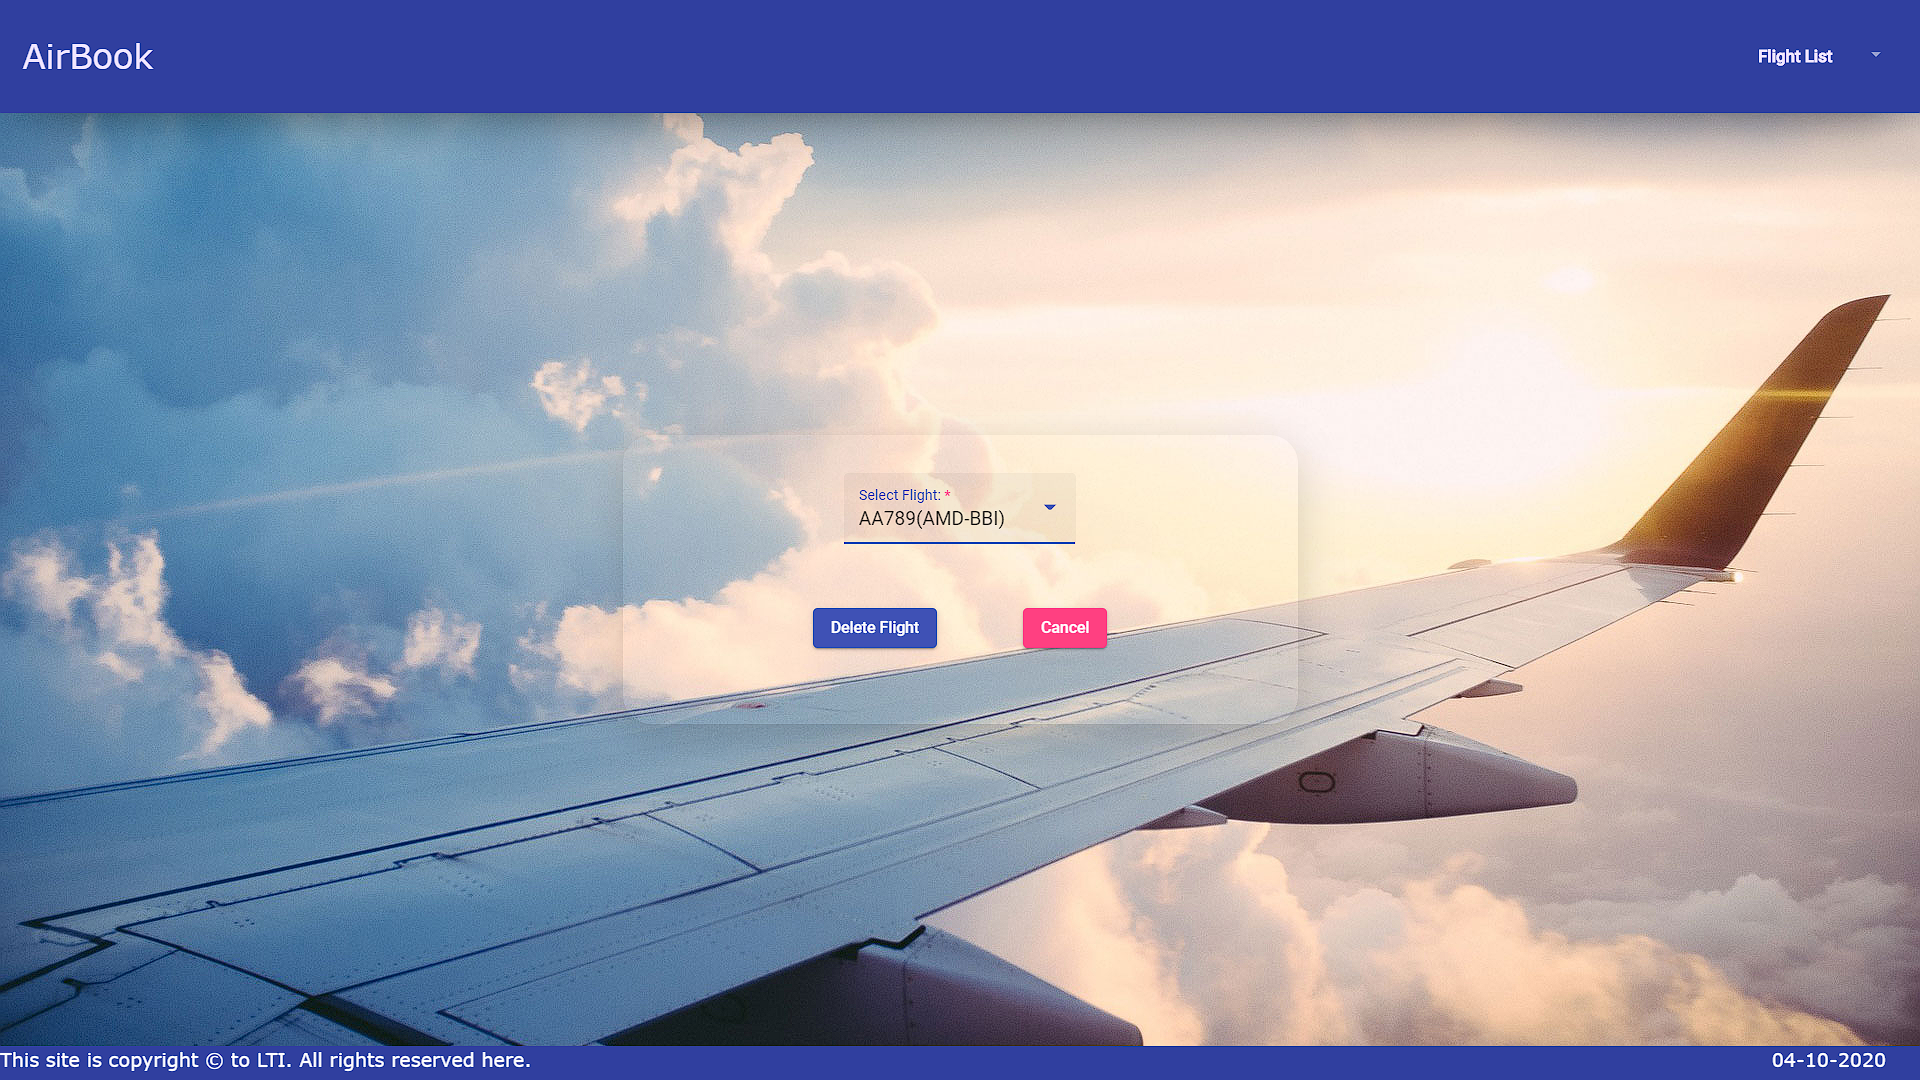 AirBook
Flight List
Select Flight: *
AA789(AMD-BBI)
Delete Flight
Cancel
This site is copyright © to LTI. All rights reserved here.
04-10-2020